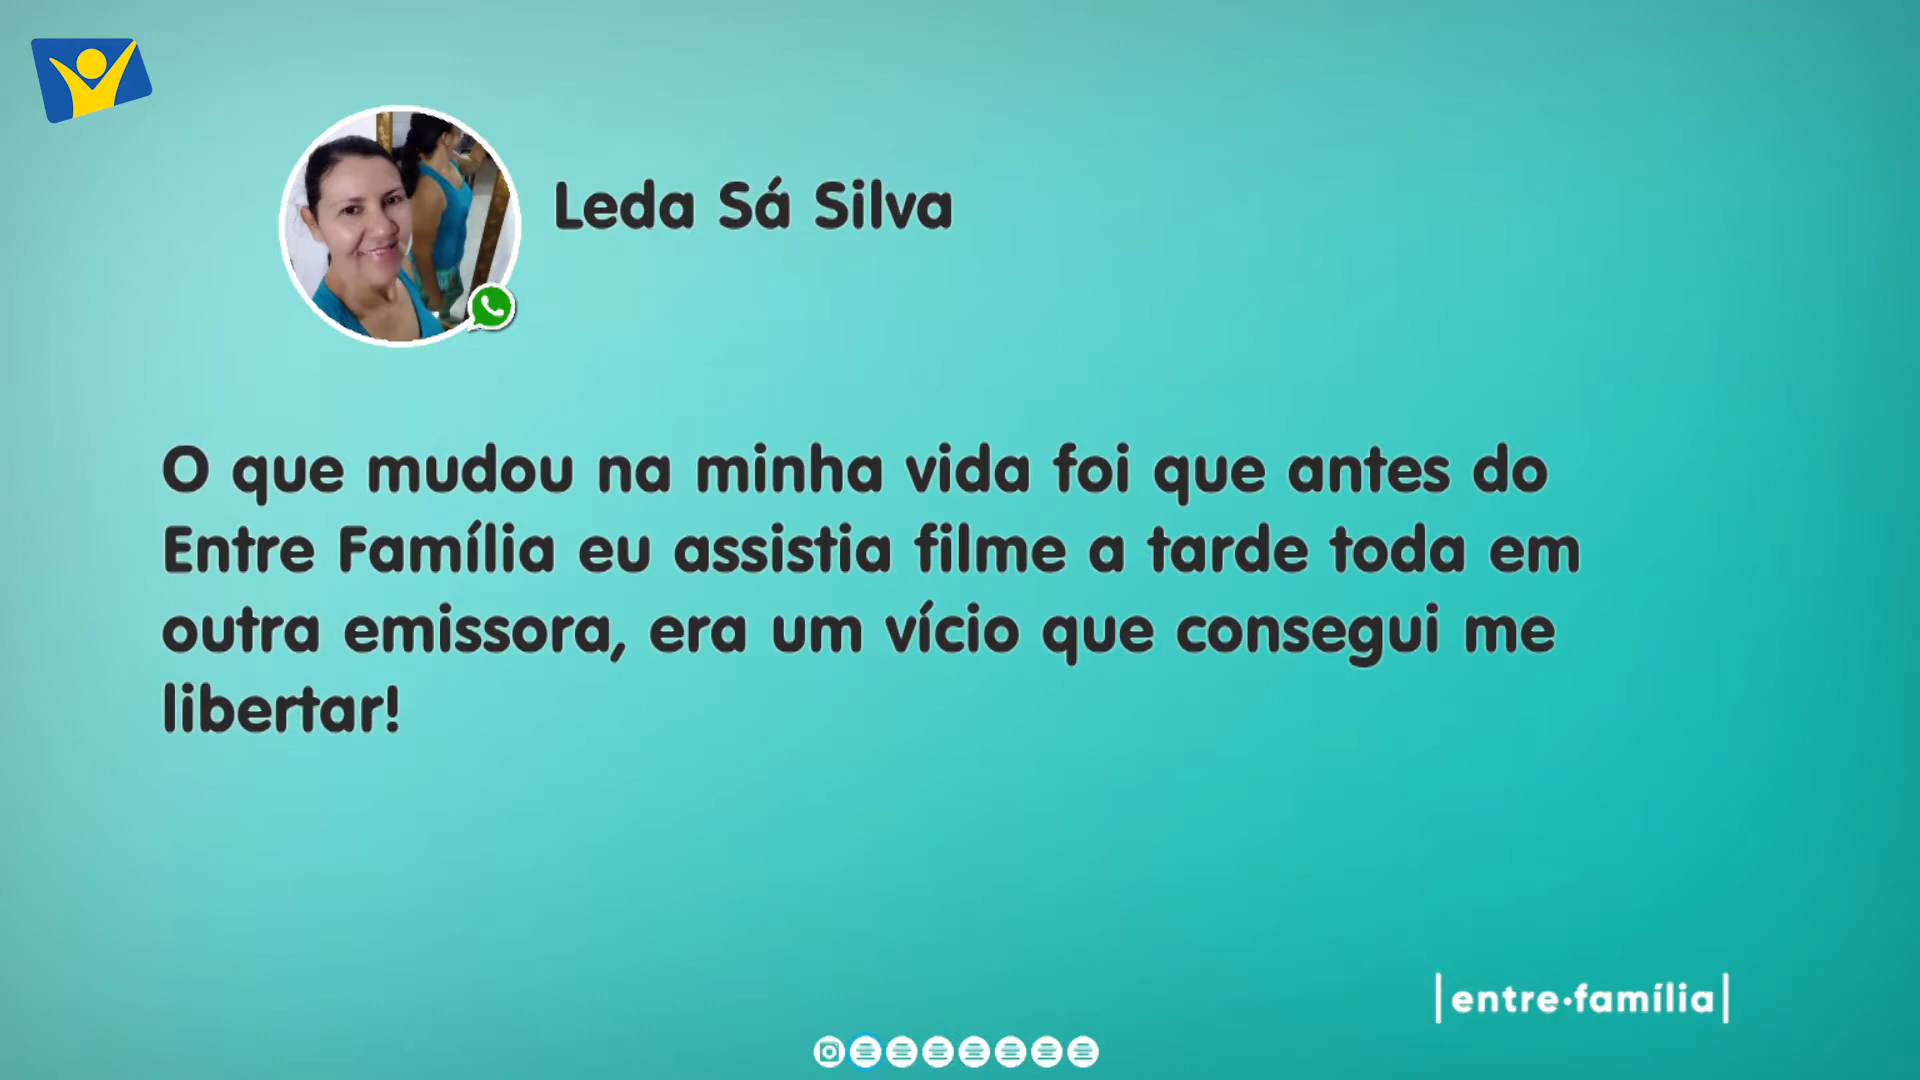 Leda Sá Silva
O que mudou na minha vida foi que antes do
Entre Família eu assistia filme a tarde toda em
outra emissora, era um vício que consegui me
libertar!
|entre•família|